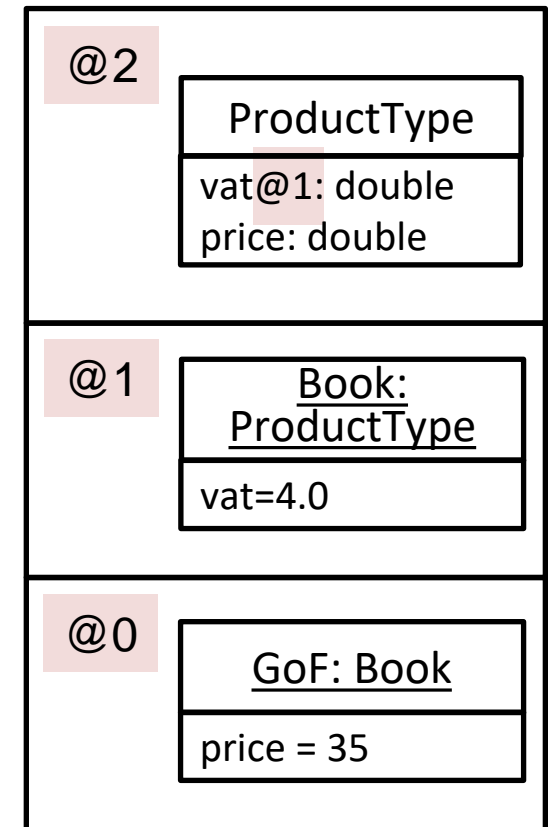 @2
ProductType
vat@1: double
price: double
@1
Book:
ProductType
vat=4.0
@0
GoF: Book
price = 35